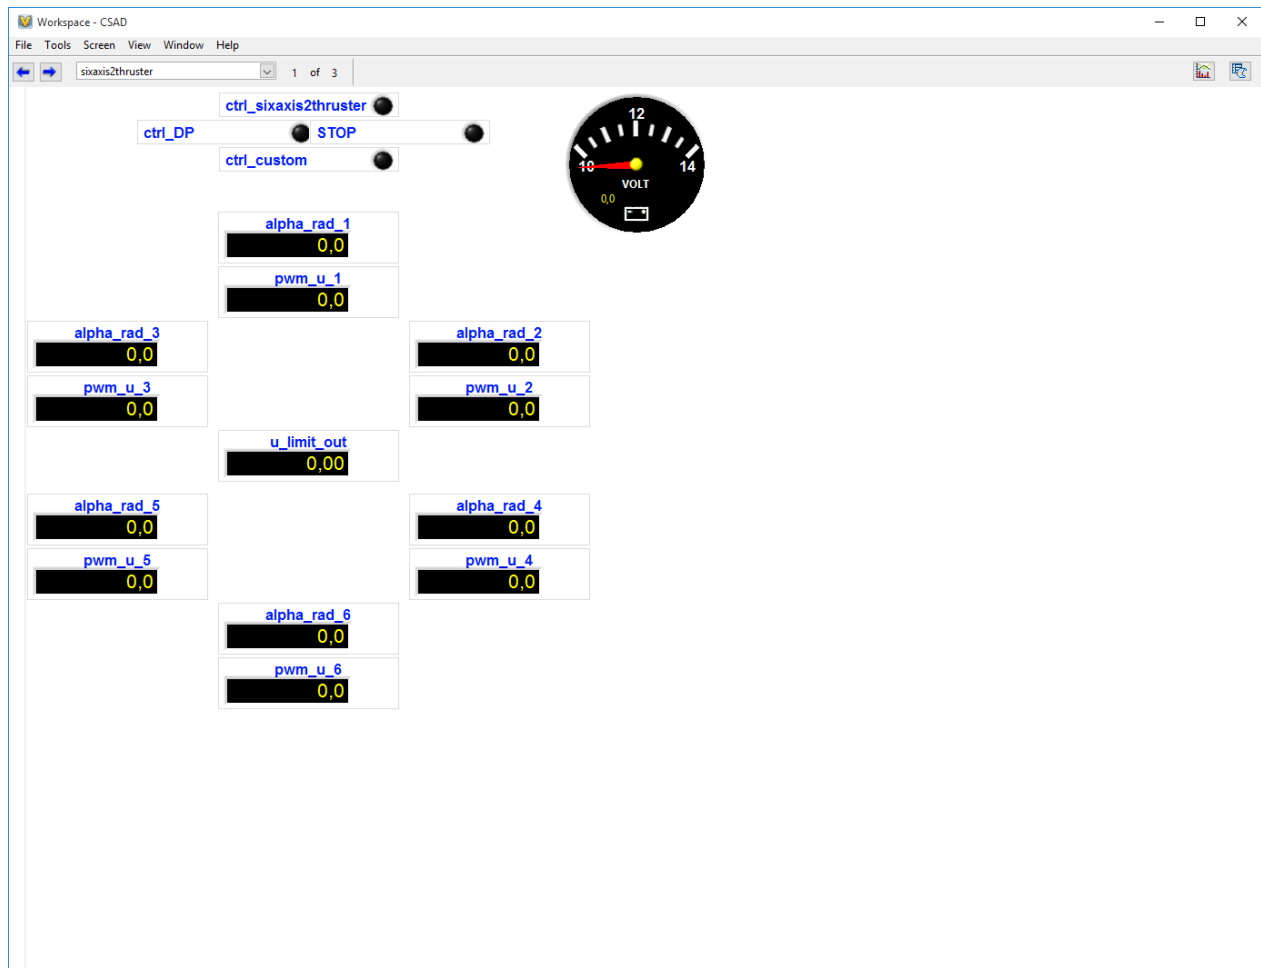 Workspace - CSAD
File Tools Screen View Window Help
sixaxis2thruster 1 of 3
ctrl_sixaxis2thruster
ctrl_DP STOP
ctrl_custom
12
10 14
VOLT
0,0
alpha_rad_1
0,0
pwm_u_1
0,0
alpha_rad_3 alpha_rad_2
0,0 0,0
pwm_u_3 pwm_u_2
0,0 0,0
u_limit_out
0,00
alpha_rad_5 alpha_rad_4
0,0 0,0
pwm_u_5 pwm_u_4
0,0 0,0
alpha_rad_6
0,0
pwm_u_6
0,0